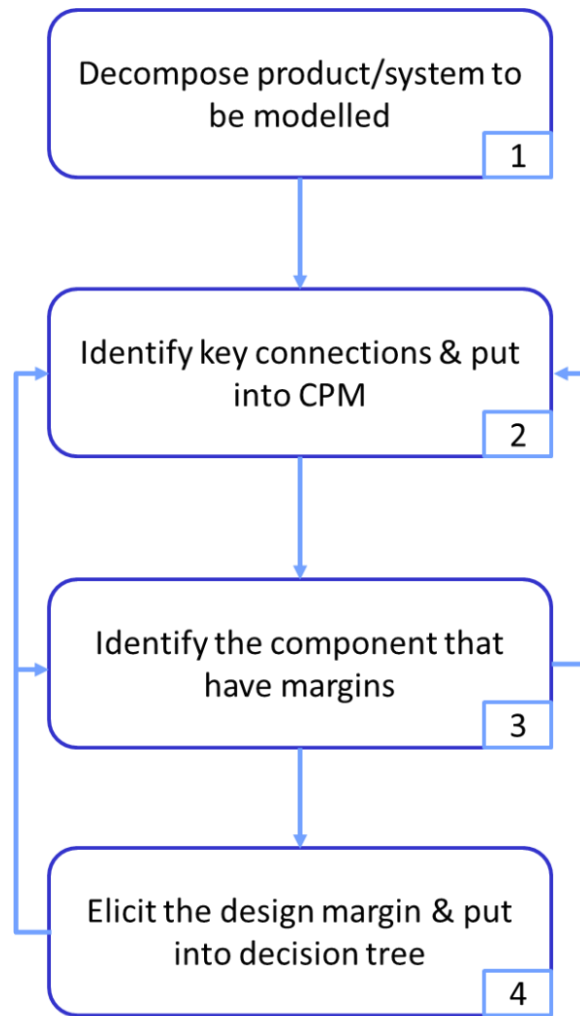 Decompose product/system to
be modelled
1
Identify key connections & put
into CPM
2
Identify the component that
have margins
3
Elicit the design margin & put
into decision tree
4